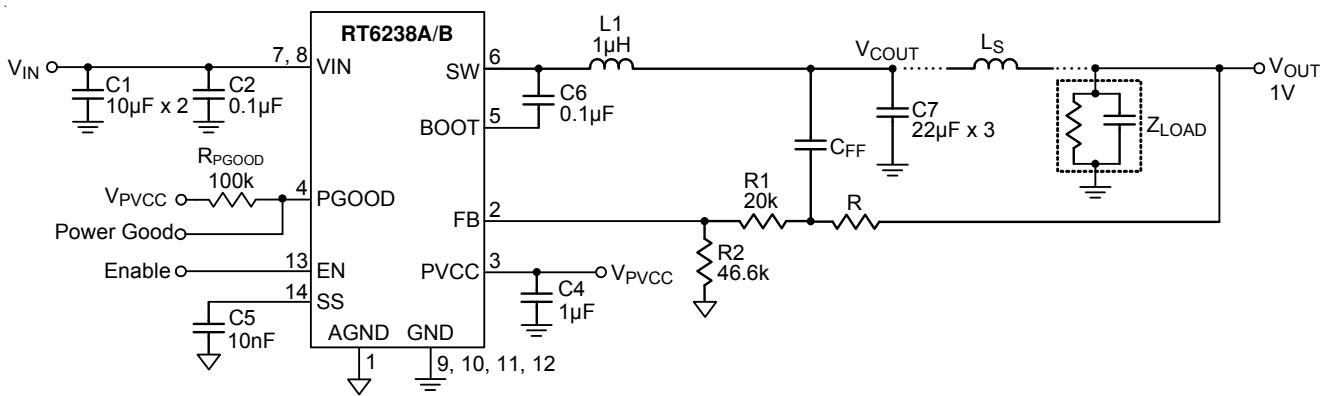 RT6238A/B
VIN
7, 8
VIN
C1
10µF x 2
C2
0.1µF
RPGOOD
100k
VPVCC
4
PGOOD
Power Good
Enable
13
EN
14
SS
C5
10nF
AGND
1
GND
9, 10, 11, 12
SW
6
L1
1µH
C6
0.1µF
BOOT
5
VCOUT
LS
C7
22µF x 3
CFF
ZLOAD
VOUT
1V
FB
2
R1
20k
R
R2
46.6k
PVCC
3
C4
1µF
VPVCC